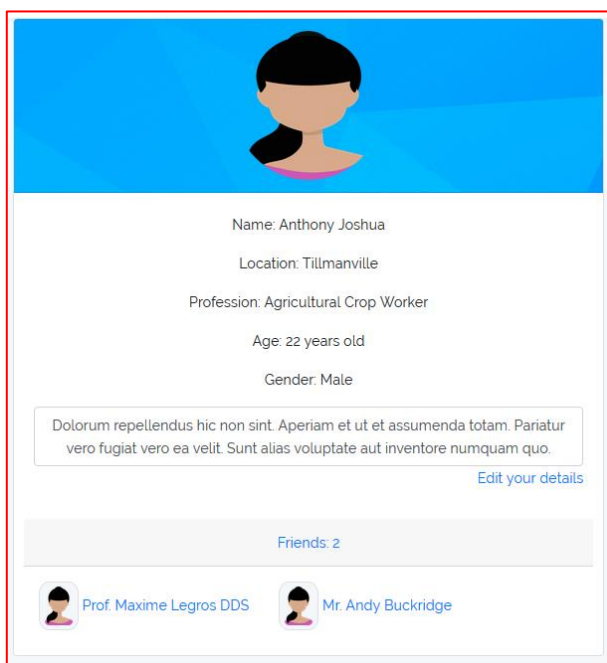 Name: Anthony Joshua
Location: Tillmanville
Profession: Agricultural Crop Worker
Age: 22 years old
Gender: Male
Dolorum repellendus hic non sint. Aperiam et ut et assumenda totam. Pariatur
vero fugiat vero ea velit. Sunt alias voluptate aut inventore numquam quo.
Edit your details
Friends: 2
Prof. Maxime Legros DDS Mr. Andy Buckridge